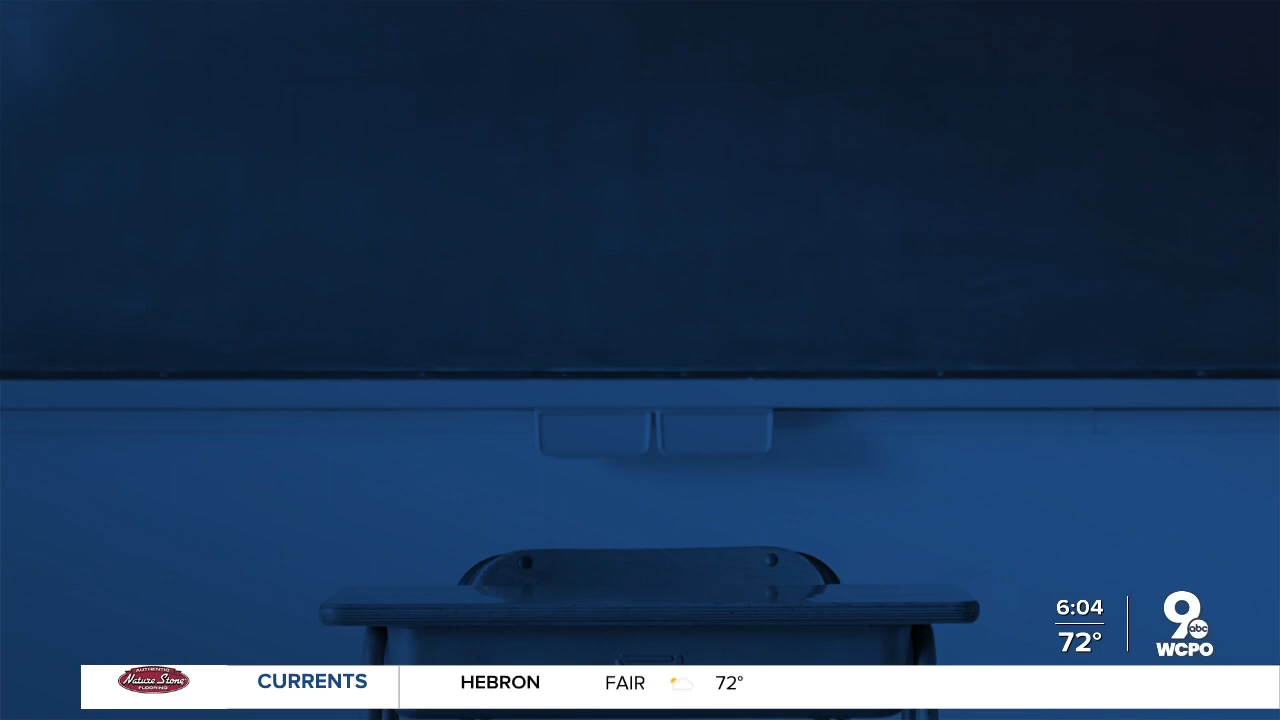 6:04
72°
9
abc
WCPO
AUTHENTIC
Nature Stone
FLOORING
CURRENTS
HEBRON
FAIR
72°